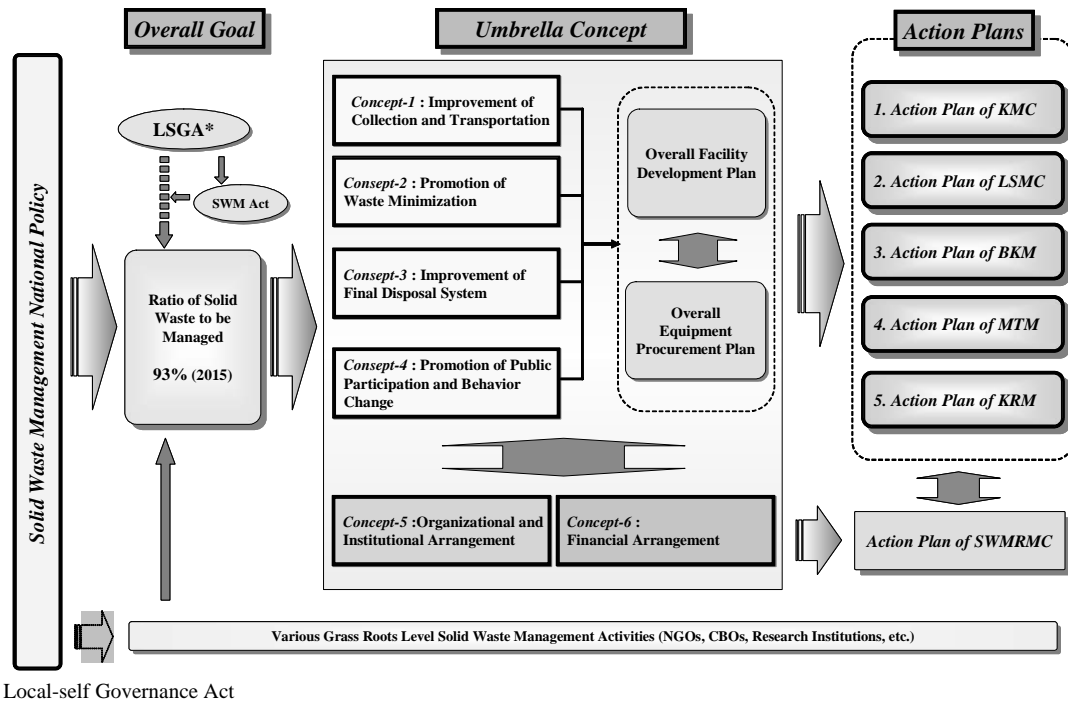 Overall Goal
Umbrella Concept
Action Plans
Solid Waste Management National Policy
LSGA*
SWM Act
Ratio of Solid
Waste to be
Managed
93% (2015)
Concept-1 : Improvement of
Collection and Transportation
Consept-2 : Promotion of
Waste Minimization
Concept-3 : Improvement of
Final Disposal System
Concept-4 : Promotion of Public
Participation and Behavior
Change
Overall Facility
Development Plan
Overall
Equipment
Procurement Plan
Concept-5 :Organizational and
Institutional Arrangement
Concept-6 :
Financial Arrangement
1. Action Plan of KMC
2. Action Plan of LSMC
3. Action Plan of BKM
4. Action Plan of MTM
5. Action Plan of KRM
Action Plan of SWMRMC
Various Grass Roots Level Solid Waste Management Activities (NGOs, CBOs, Research Institutions, etc.)
Local-self Governance Act